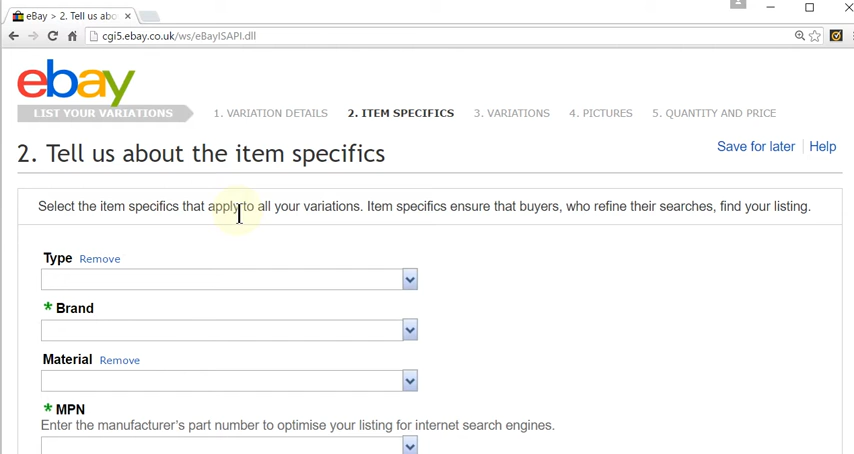 eBay > 2. Tell us abo
cgi5.ebay.co.uk/ws/eBayISAPI.dll
ebay
LIST YOUR VARIATIONS 1. VARIATION DETAILS 2. ITEM SPECIFICS 3. VARIATIONS 4. PICTURES 5. QUANTITY AND PRICE
2. Tell us about the item specifics Save for later Help
Select the item specifics that apply to all your variations. Item specifics ensure that buyers, who refine their searches, find your listing.
Type Remove
* Brand
Material Remove
* MPN
Enter the manufacturer's part number to optimise your listing for internet search engines.